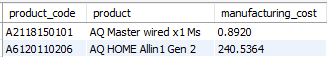 product_code product manufacturing_cost
A2118150101 AQ Master wired x1 Ms 0.8920
A6120110206 AQ HOME Allin1 Gen 2 240.5364